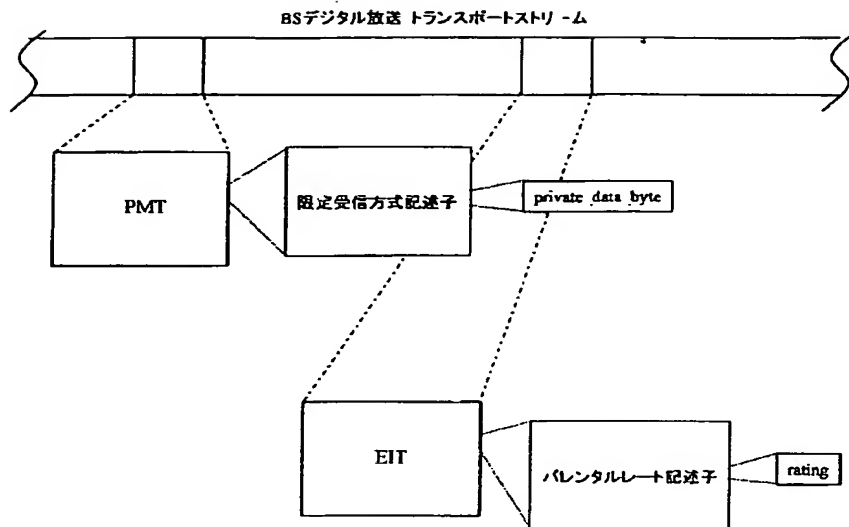 BSデジタル放送 トランスポートストリーム
PMT
限定受信方式記述子
private data byte
EIT
パレンタルレート記述子
rating